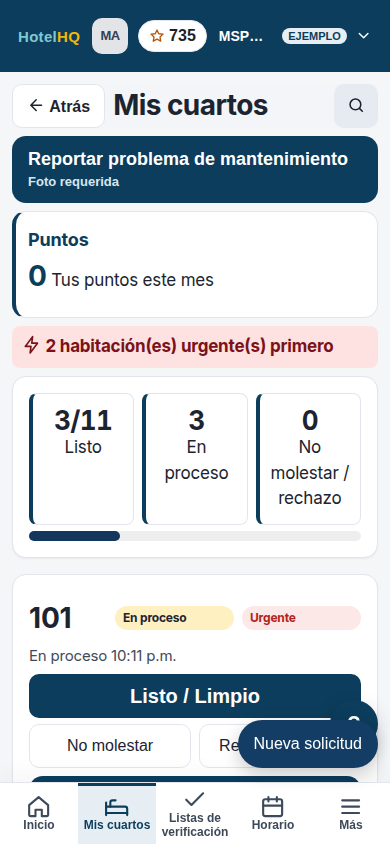 HotelHQ
MA
735
MSP...
EJEMPLO
Atrás
Mis cuartos
Reportar problema de mantenimiento
Foto requerida
Puntos
0 Tus puntos este mes
2 habitación(es) urgente(s) primero
3/11
Listo
3
En
proceso
0
No
molestar /
rechazo
101
En proceso
Urgente
En proceso 10:11 p.m.
Listo / Limpio
No molestar
Re
Nueva solicitud
Inicio
Mis cuartos
Listas de
verificación
Horario
Más